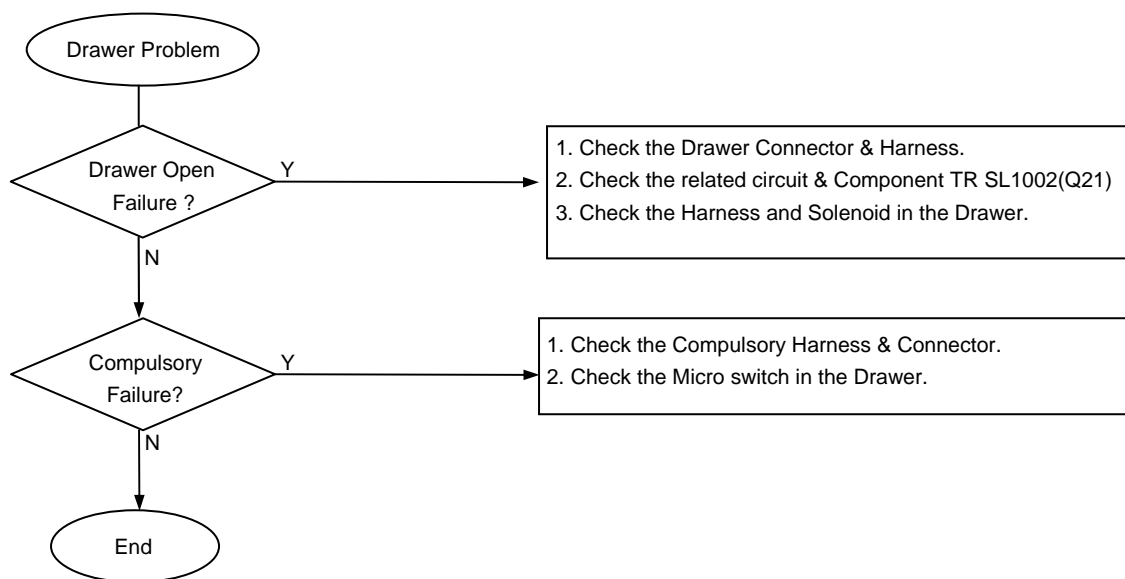 Drawer Problem
Drawer Open
Failure ?
Y
1. Check the Drawer Connector & Harness.
2. Check the related circuit & Component TR SL1002(Q21)
3. Check the Harness and Solenoid in the Drawer.
N
Compulsory
Failure?
Y
1. Check the Compulsory Harness & Connector.
2. Check the Micro switch in the Drawer.
N
End